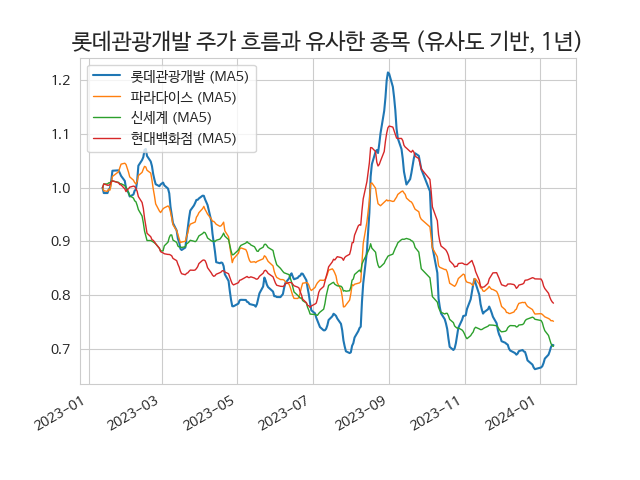 롯데관광개발 주가 흐름과 유사한 종목 (유사도 기반, 1년)
롯데관광개발 (MA5)
파라다이스 (MA5)
신세계 (MA5)
현대백화점 (MA5)
1.2
1.1
1.0
0.9
0.8
0.7
2023-01
2023-03
2023-05
2023-07
2023-09
2023-11
2024-01